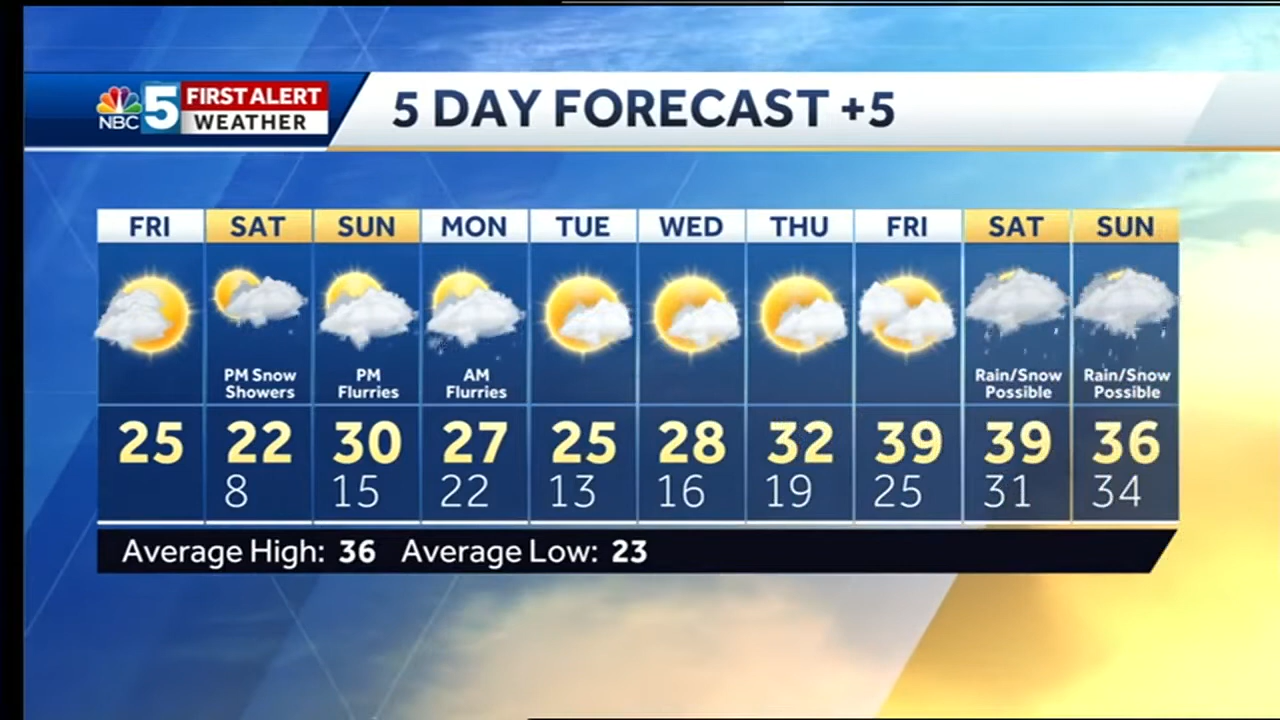 NBC 5 FIRST ALERT
WEATHER
5 DAY FORECAST +5
FRI SAT SUN MON TUE WED THU FRI SAT SUN
PM Snow PM AM Rain/Snow Rain/Snow
Showers Flurries Flurries Possible Possible
25 22 30 27 25 28 32 39 39 36
8 15 22 13 16 19 25 31 34
Average High: 36 Average Low: 23